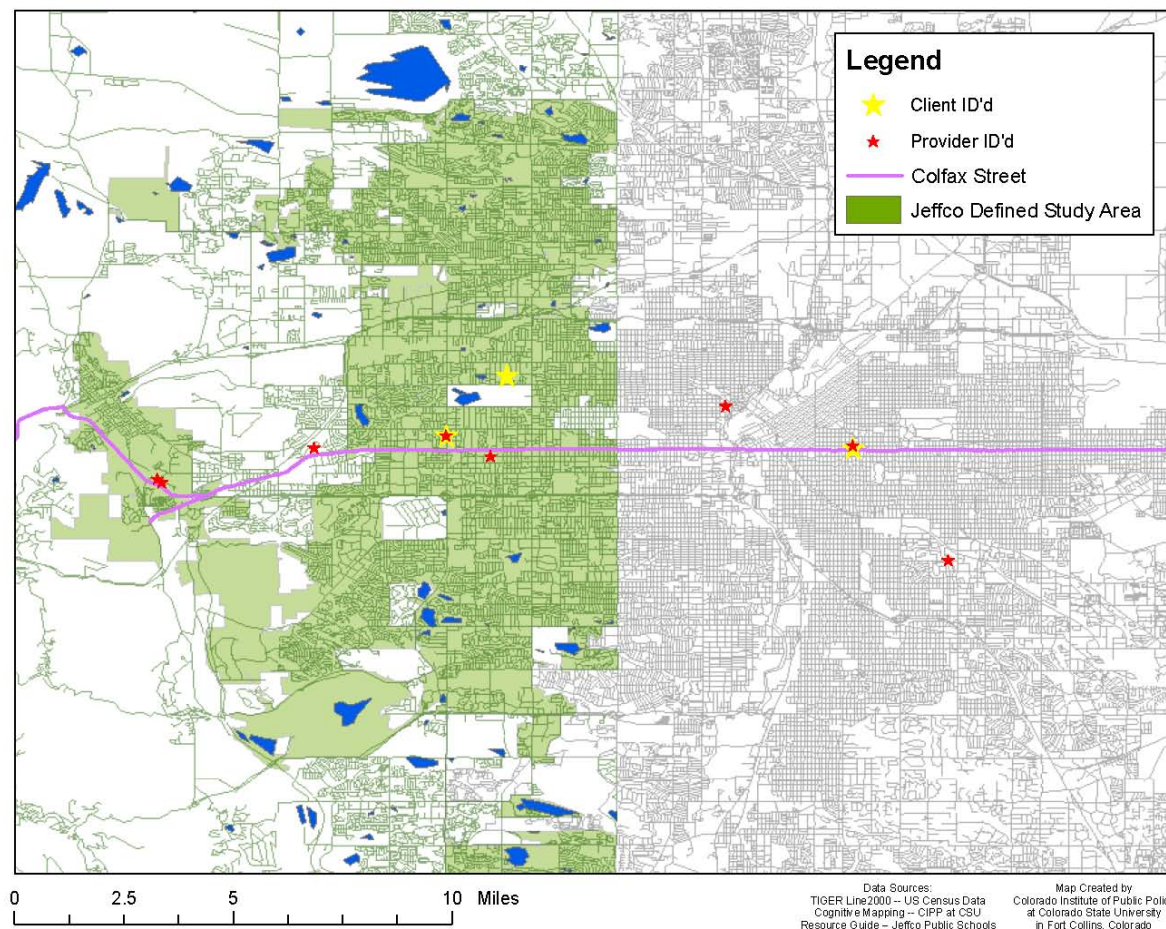 Legend
Client ID'd
Provider ID'd
Colfax Street
Jeffco Defined Study Area
0 2.5 5 10 Miles
Data Sources:
TIGER Line2000 -- US Census Data
Cognitive Mapping -- CIPP at CSU
Resource Guide – Jeffco Public Schools
Map Created by
Colorado Institute of Public Polic
at Colorado State University
in Fort Collins, Colorado